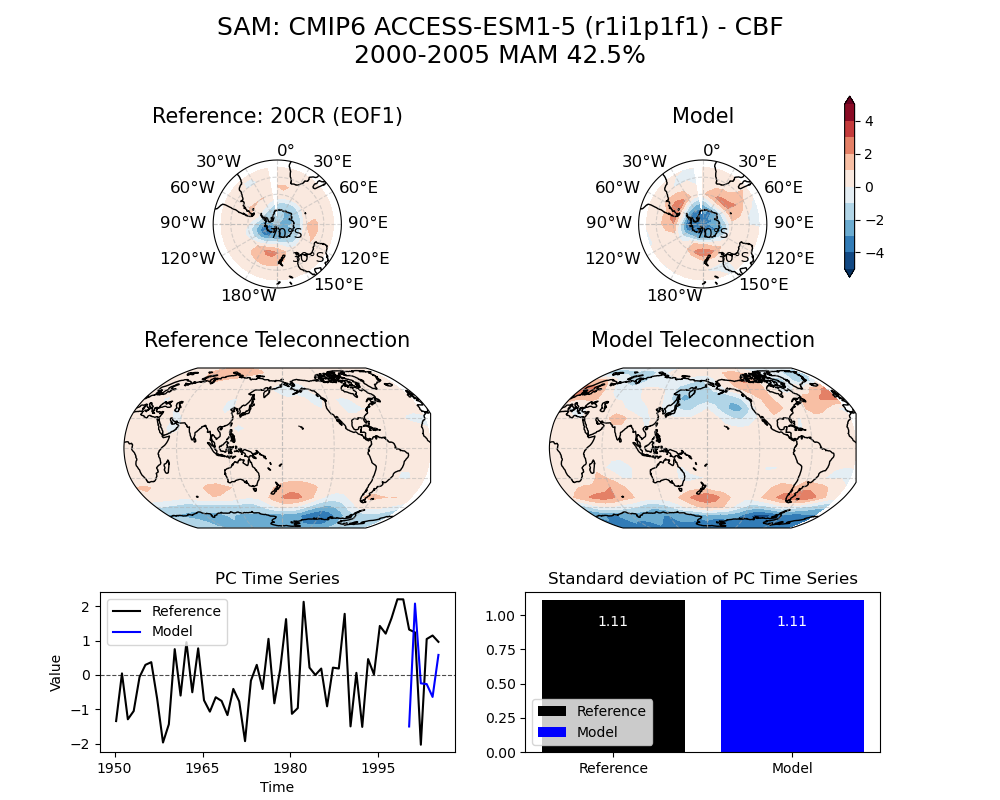 SAM: CMIP6 ACCESS-ESM1-5 (r1i1p1f1) - CBF
2000-2005 MAM 42.5%
Reference: 20CR (EOF1)
Model
0°
30°W
30°E
60°W
60°E
90°W
90°E
70°S
120°W
30°S
120°E
150°E
180°W
0°
30°W
30°E
60°W
60°E
90°W
90°E
70°S
120°W
30°S
120°E
150°E
180°W
4
2
0
−2
−4
Reference Teleconnection
Model Teleconnection
PC Time Series
Reference
Model
2
1
0
−1
−2
Value
1950
1965
1980
1995
Time
Standard deviation of PC Time Series
1.00
0.75
0.50
0.25
0.00
1.11
1.11
Reference
Model
Reference
Model